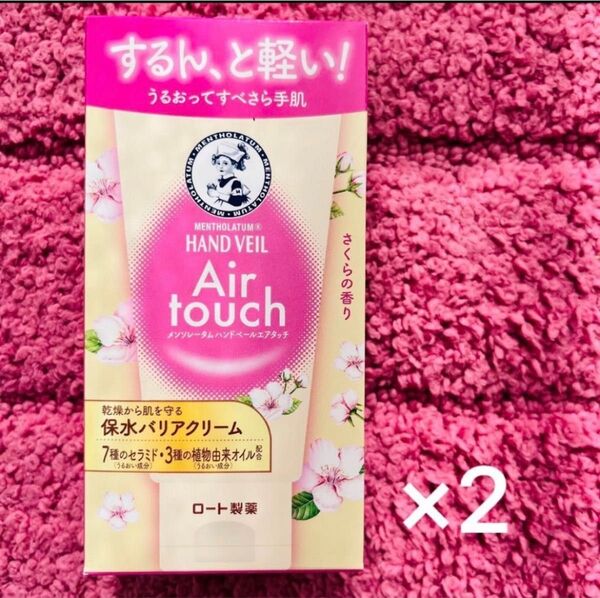 するん、と軽い!
うるおってすべさら手肌
MENTHOLATUM・MENTHOLATUM・MENTHOLATUM
MENTHOLATUM®
HAND VEIL
Air
touch
メンソレータム ハンドベールエアタッチ
さくらの香り
乾燥から肌を守る
保水バリアクリーム
7種のセラミド・3種の植物由来オイル配合
(うるおい成分) (うるおい成分)
ロート製薬
×2